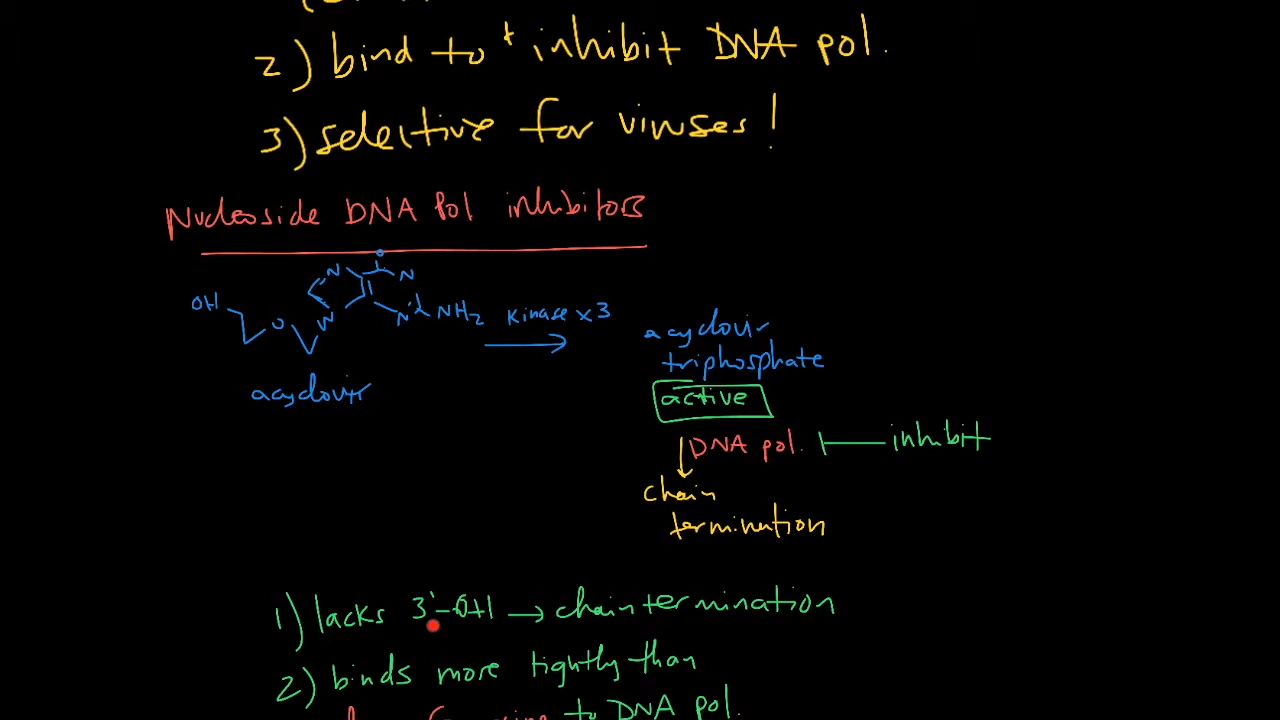 2) bind to + inhibit DNA pol.
3) selective for viruses!
Nucleoside DNA Pol inhibitors
O
N
N
OH
O
N
N
NH2
kinase x3
acyclovir
triphosphate
acyclovir
active
DNA pol.
inhibit
chain
termination
1) lacks 3'-OH → chain termination
2) binds more tightly than
to DNA pol.